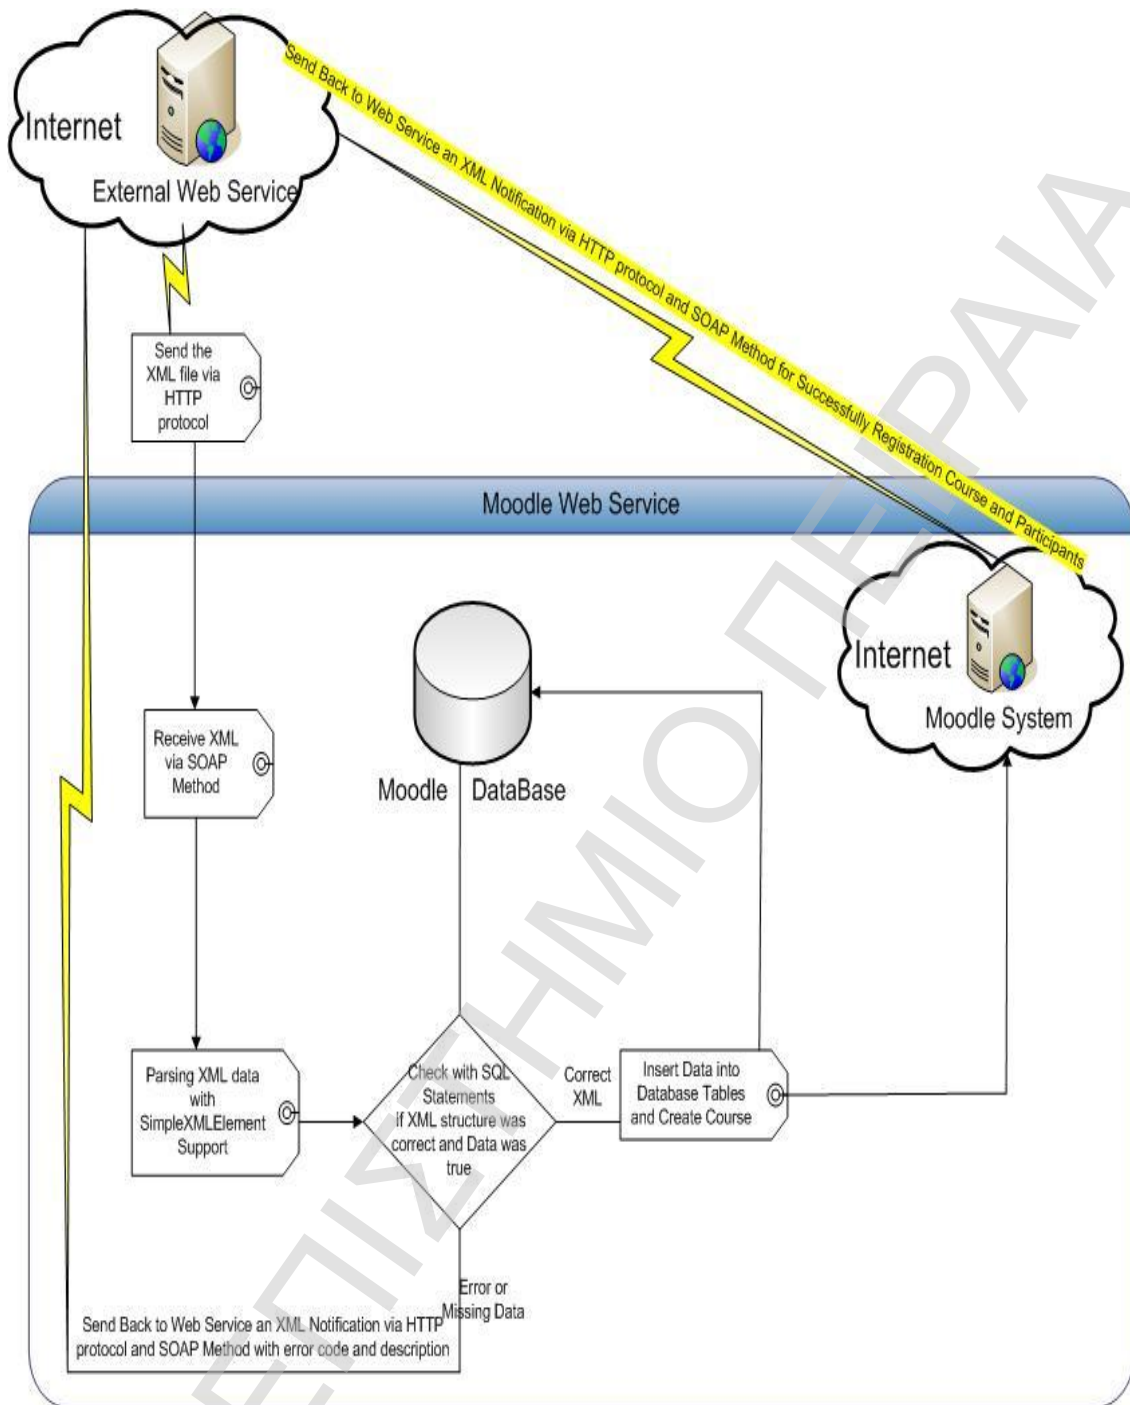 Internet
External Web Service
Send Back to Web Service an XML Notification via HTTP protocol and SOAP Method for Successfully Registration Course and Participants
Send the
XML file via
HTTP
protocol
Moodle Web Service
Internet
Moodle System
Receive XML
via SOAP
Method
Moodle DataBase
Parsing XML data
with
SimpleXMLElement
Support
Check with SQL
Statements
if XML structure was
correct and Data was
true
Correct
XML
Insert Data into
Database Tables
and Create Course
Error or
Missing Data
Send Back to Web Service an XML Notification via HTTP
protocol and SOAP Method with error code and description
ΕΠΙΣΤΗΜΙΟ ΠΕΙΡΑΙΑ